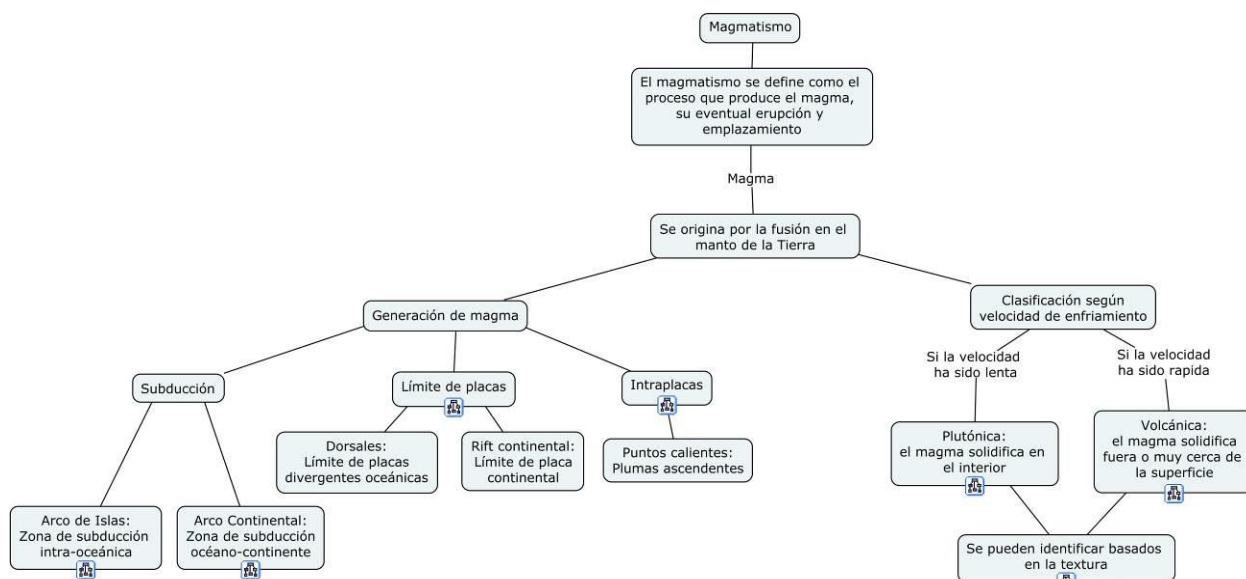 Magmatismo
El magmatismo se define como el
proceso que produce el magma,
su eventual erupción y
emplazamiento
Magma
Se origina por la fusión en el
manto de la Tierra
Generación de magma
Clasificación según
velocidad de enfriamiento
Subducción
Límite de placas
Intraplacas
Si la velocidad
ha sido lenta
Si la velocidad
ha sido rapida
Dorsales:
Límite de placas
divergentes oceánicas
Rift continental:
Límite de placa
continental
Puntos calientes:
Plumas ascendentes
Plutónica:
el magma solidifica en
el interior
Volcánica:
el magma solidifica
fuera o muy cerca de
la superficie
Arco de Islas:
Zona de subducción
intra-oceánica
Arco Continental:
Zona de subducción
océano-continente
Se pueden identificar basados
en la textura